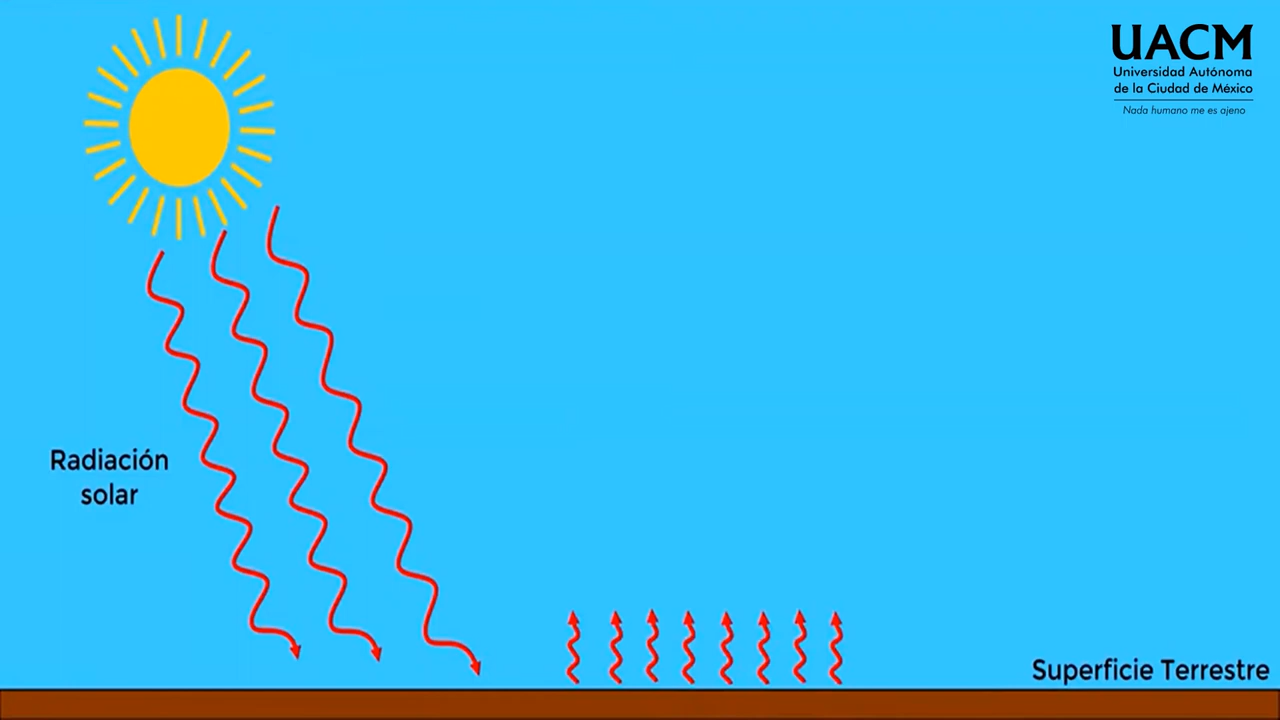 UACM
Universidad Autónoma
de la Ciudad de México
Nada humano me es ajeno
Radiación
solar
Superficie Terrestre